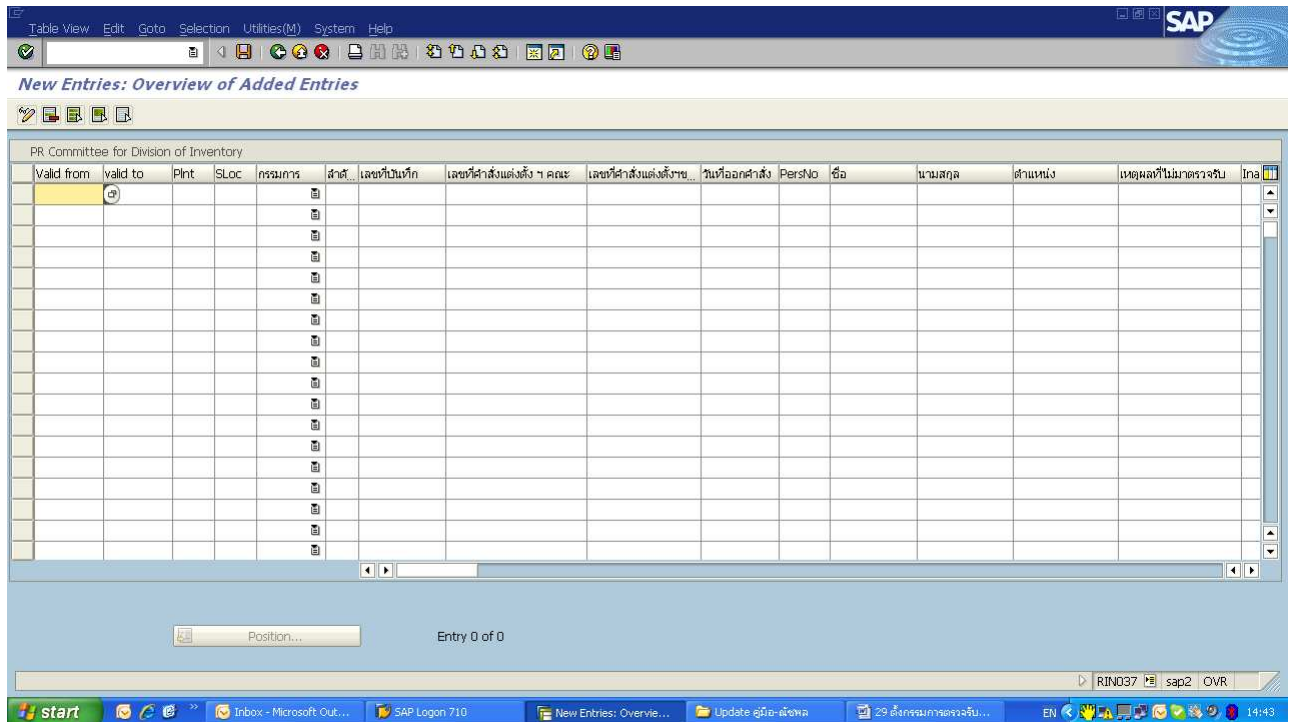 Table View Edit Goto Selection Utilities(M) System Help
SAP
New Entries: Overview of Added Entries
PR Committee for Division of Inventory
Valid from valid to Plnt SLoc กรรมการ ลำดั... เลขที่บันทึก เลขที่คำสั่งแต่งตั้ง ฯ คณะ เลขที่คำสั่งแต่งตั้งฯข... วันที่ออกคำสั่ง PersNo ชื่อ นามสกุล ตำแหน่ง เหตุผลที่ไม่มาตรวจรับ Ina
Position... Entry 0 of 0
RIN037 sap2 OVR
start Inbox - Microsoft Out... SAP Logon 710 New Entries: Overvie... Update คู่มือ-ณัชพล 29 ตั้งกรรมการตรวจรับ... EN 14:43